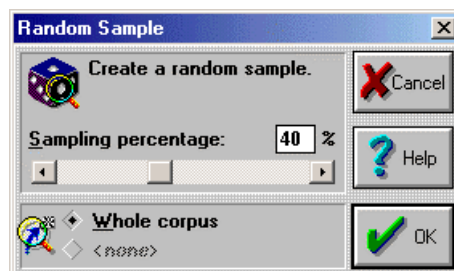 Random Sample
Create a random sample.
Cancel
Sampling percentage: 40 %
Help
Whole corpus
<none>
OK